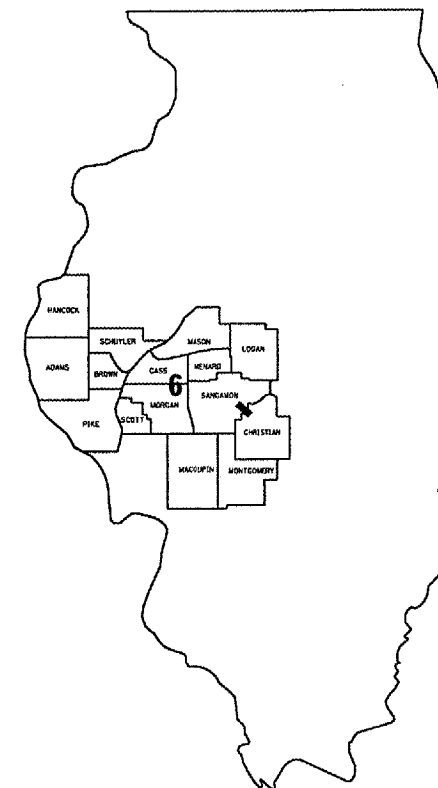 HANCOCK
SCHUYLER
MASON
LOGAN
ADAMS
BROWN
CASS
MENARD
6
SANGAMON
MORGAN
SCOTT
PIKE
CHRISTIAN
MACOUPIN
MONTGOMERY